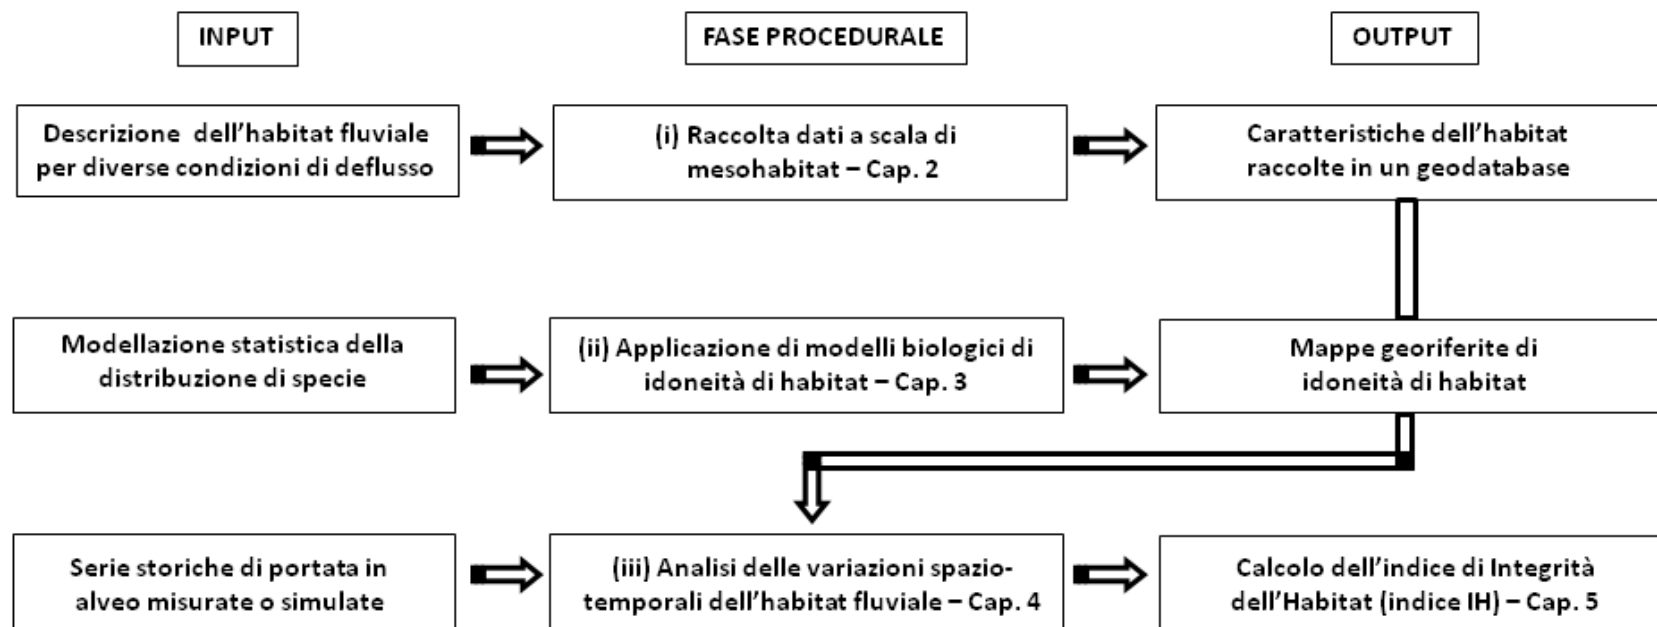 INPUT
FASE PROCEDURALE
OUTPUT
Descrizione dell’habitat fluviale
per diverse condizioni di deflusso
(i) Raccolta dati a scala di
mesohabitat – Cap. 2
Caratteristiche dell’habitat
raccolte in un geodatabase
Modellazione statistica della
distribuzione di specie
(ii) Applicazione di modelli biologici di
idoneità di habitat – Cap. 3
Mappe georiferite di
idoneità di habitat
Serie storiche di portata in
alveo misurate o simulate
(iii) Analisi delle variazioni spazio-
temporali dell’habitat fluviale – Cap. 4
Calcolo dell’indice di Integrità
dell’Habitat (indice IH) – Cap. 5